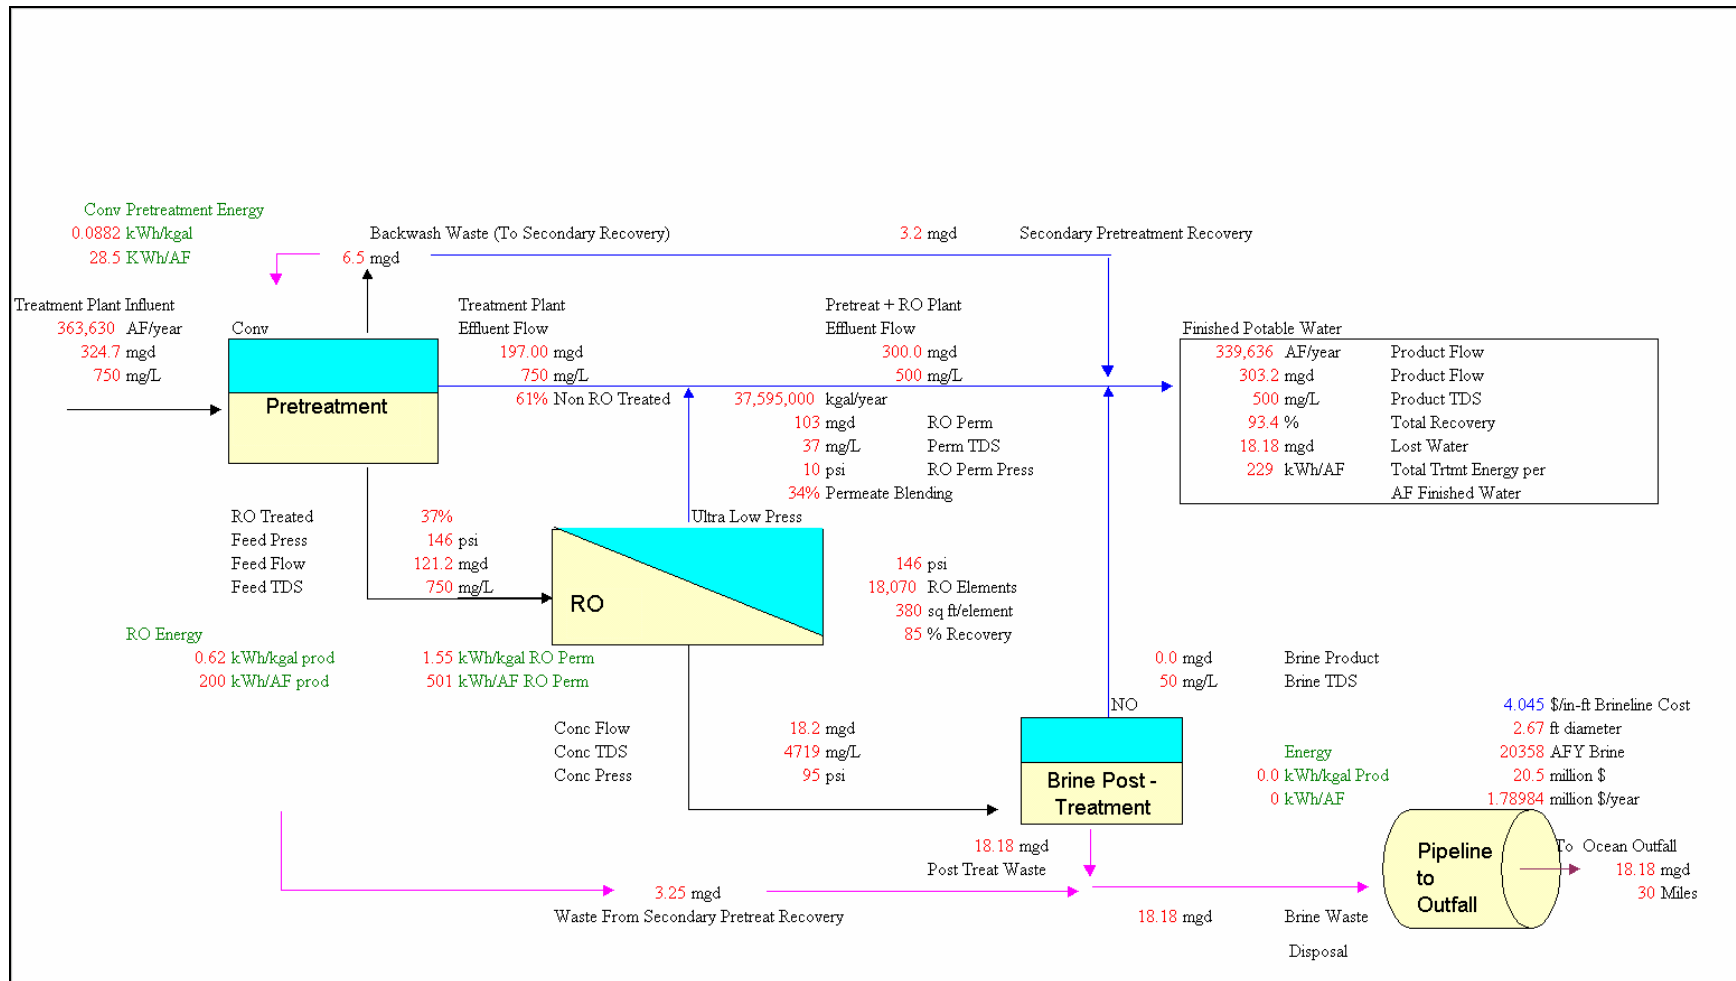 Conv Pretreatment Energy
0.0882 kWh/kgal
28.5 KWh/AF
Backwash Waste (To Secondary Recovery)
6.5 mgd
3.2 mgd Secondary Pretreatment Recovery
Treatment Plant Influent
363,630 AF/year
324.7 mgd
750 mg/L
Conv
Pretreatment
Treatment Plant
Effluent Flow
197.00 mgd
750 mg/L
61% Non RO Treated
Pretreat + RO Plant
Effluent Flow
300.0 mgd
500 mg/L
37,595,000 kgal/year
103 mgd RO Perm
37 mg/L Perm TDS
10 psi RO Perm Press
34% Permeate Blending
Finished Potable Water
339,636 AF/year Product Flow
303.2 mgd Product Flow
500 mg/L Product TDS
93.4 % Total Recovery
18.18 mgd Lost Water
229 kWh/AF Total Trtmt Energy per
AF Finished Water
RO Treated 37%
Feed Press 146 psi
Feed Flow 121.2 mgd
Feed TDS 750 mg/L
Ultra Low Press
RO
146 psi
18,070 RO Elements
380 sq ft/element
85 % Recovery
RO Energy
0.62 kWh/kgal prod 1.55 kWh/kgal RO Perm
200 kWh/AF prod 501 kWh/AF RO Perm
Conc Flow 18.2 mgd
Conc TDS 4719 mg/L
Conc Press 95 psi
0.0 mgd Brine Product
50 mg/L Brine TDS
NO
Brine Post -
Treatment
Energy
0.0 kWh/kgal Prod
0 kWh/AF
4.045 $/in-ft Brineline Cost
2.67 ft diameter
20358 AFY Brine
20.5 million $
1.78984 million $/year
18.18 mgd
Post Treat Waste
3.25 mgd
Waste From Secondary Pretreat Recovery
18.18 mgd Brine Waste
Disposal
Pipeline
to
Outfall
To Ocean Outfall
18.18 mgd
30 Miles